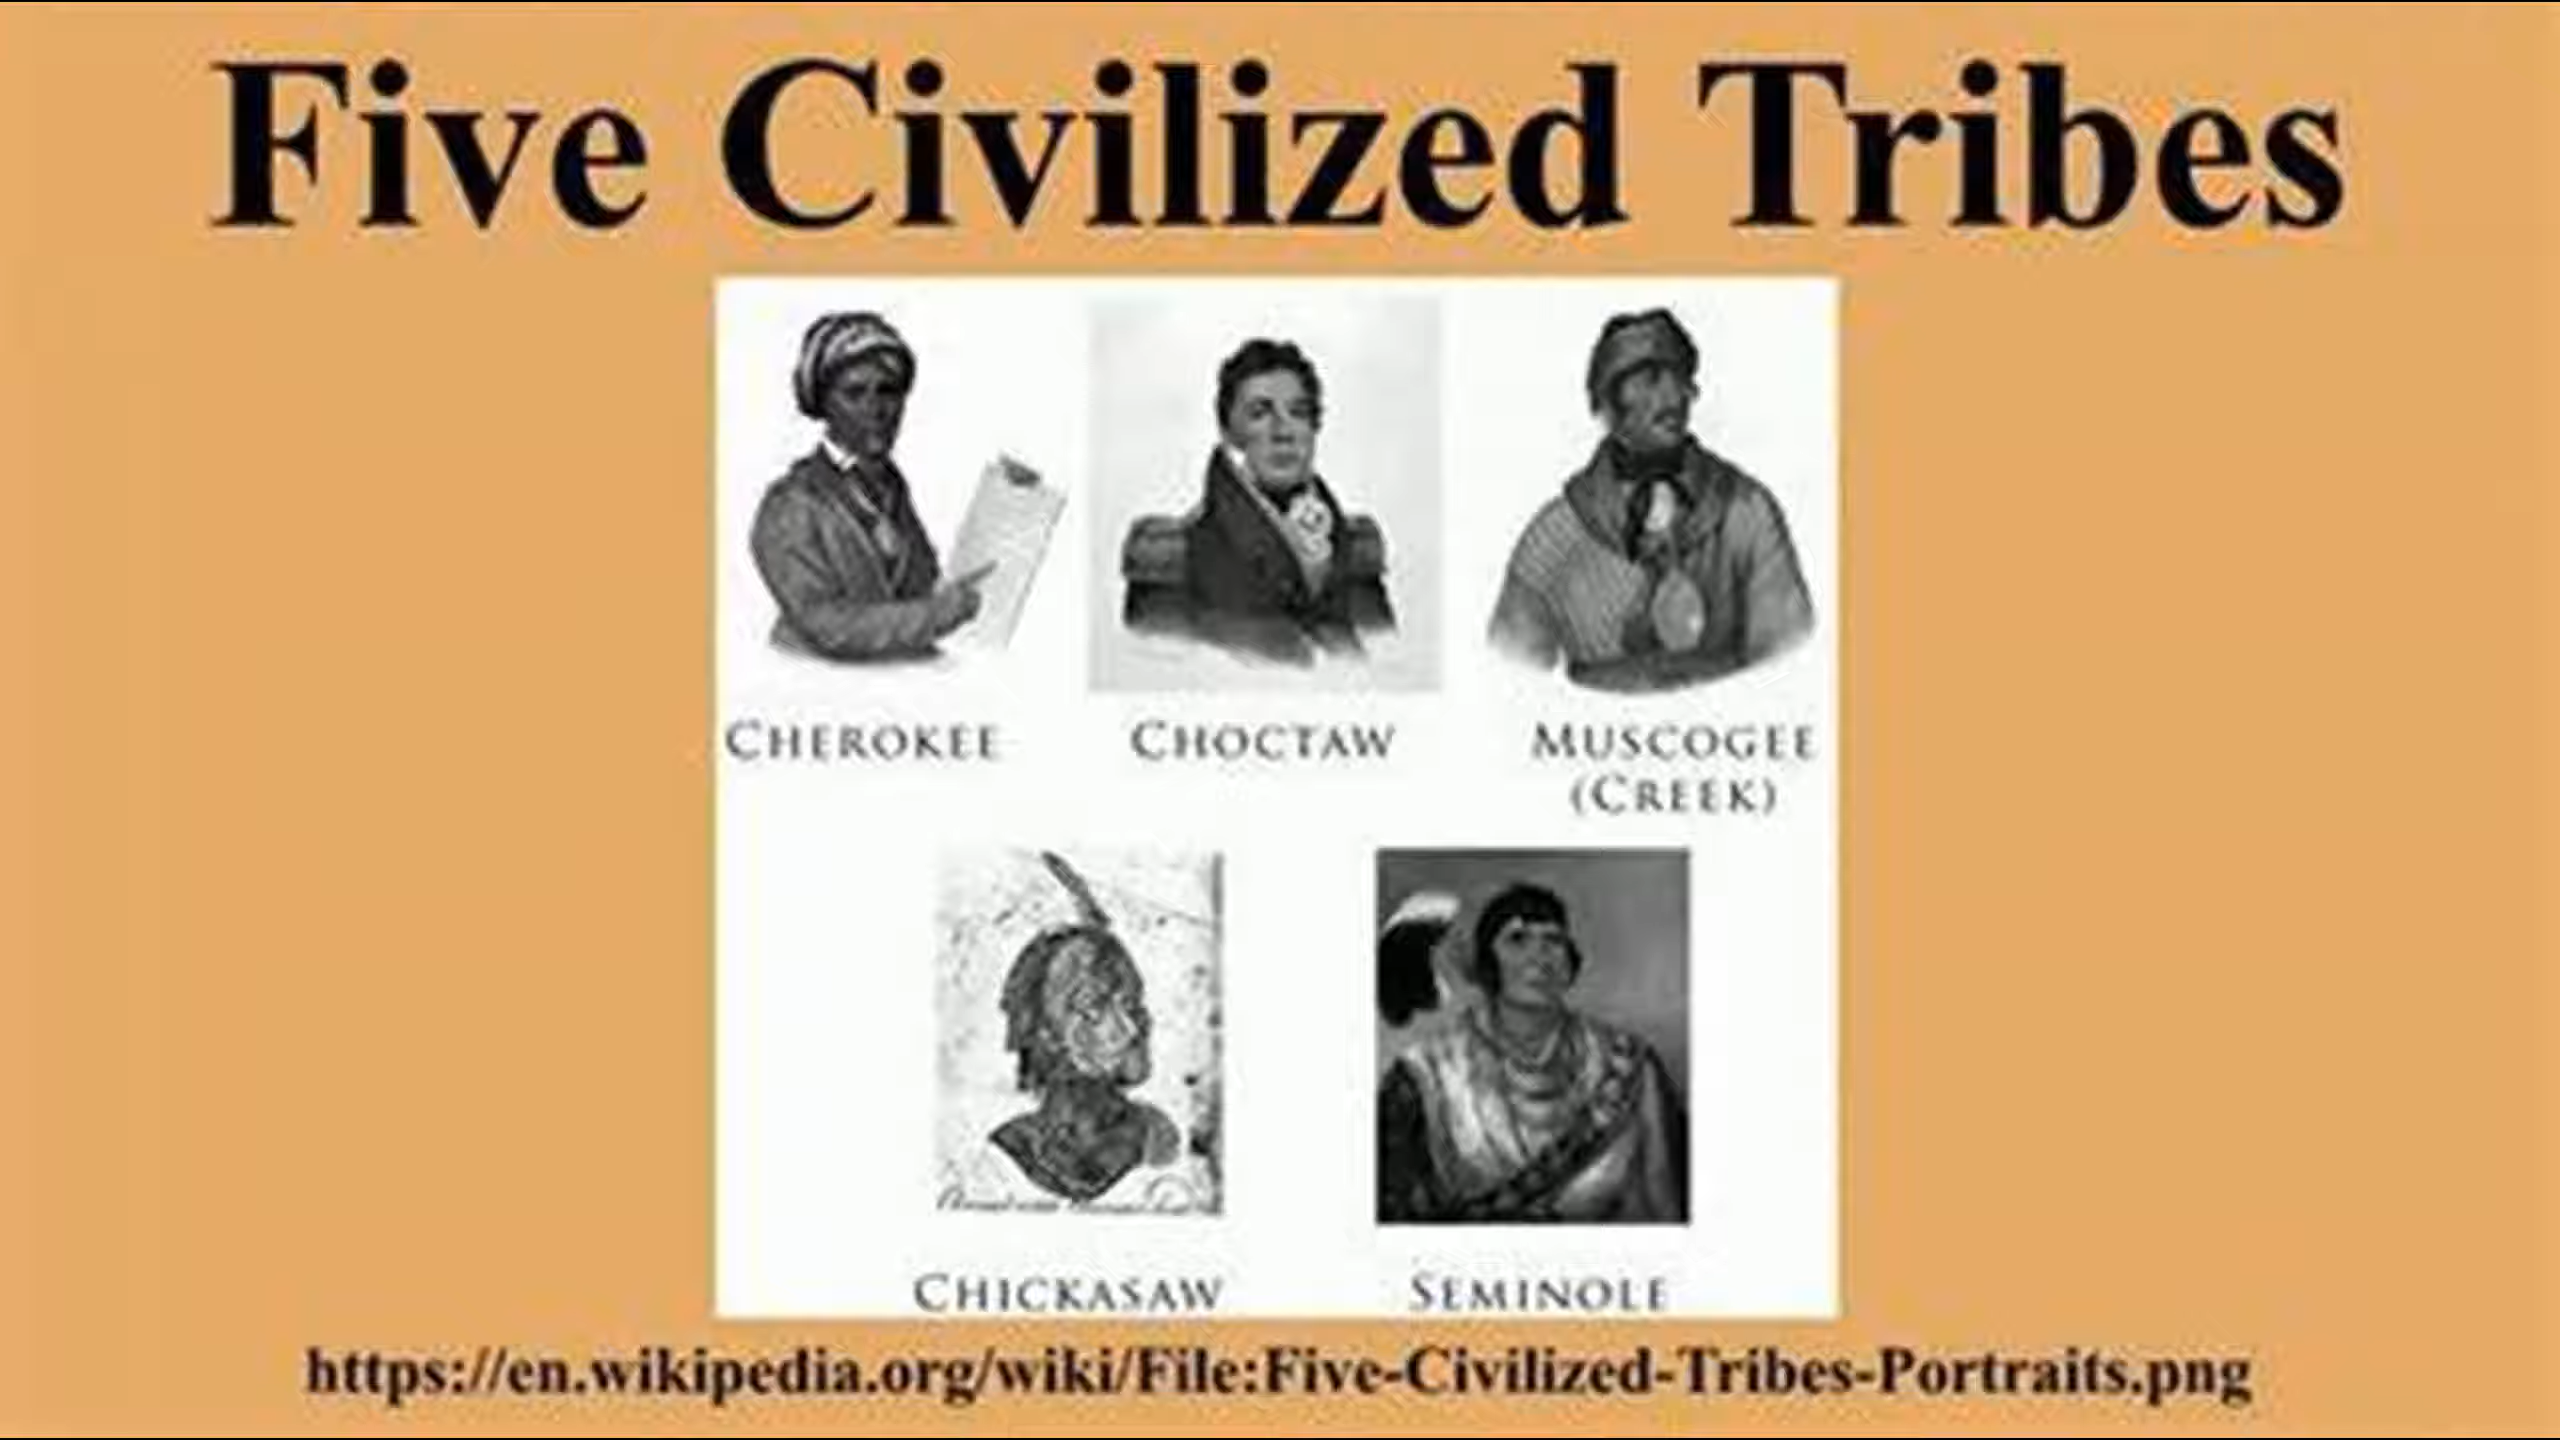 Five Civilized Tribes
CHEROKEE
CHOCTAW
MUSCOGEE
(CREEK)
CHICKASAW
SEMINOLE
https://en.wikipedia.org/wiki/File:Five-Civilized-Tribes-Portraits.png